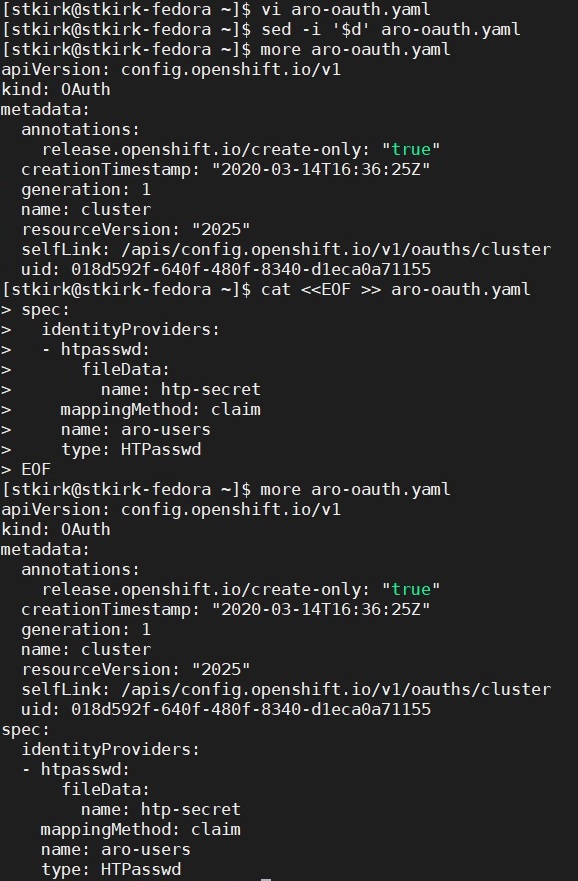 [stkirk@stkirk-fedora ~]$ vi aro-oauth.yaml
[stkirk@stkirk-fedora ~]$ sed -i '$d' aro-oauth.yaml
[stkirk@stkirk-fedora ~]$ more aro-oauth.yaml
apiVersion: config.openshift.io/v1
kind: OAuth
metadata:
  annotations:
    release.openshift.io/create-only: "true"
  creationTimestamp: "2020-03-14T16:36:25Z"
  generation: 1
  name: cluster
  resourceVersion: "2025"
  selfLink: /apis/config.openshift.io/v1/oauths/cluster
  uid: 018d592f-640f-480f-8340-d1eca0a71155
[stkirk@stkirk-fedora ~]$ cat <<EOF >> aro-oauth.yaml
> spec:
>   identityProviders:
>   - htpasswd:
>       fileData:
>         name: htp-secret
>     mappingMethod: claim
>     name: aro-users
>     type: HTPasswd
> EOF
[stkirk@stkirk-fedora ~]$ more aro-oauth.yaml
apiVersion: config.openshift.io/v1
kind: OAuth
metadata:
  annotations:
    release.openshift.io/create-only: "true"
  creationTimestamp: "2020-03-14T16:36:25Z"
  generation: 1
  name: cluster
  resourceVersion: "2025"
  selfLink: /apis/config.openshift.io/v1/oauths/cluster
  uid: 018d592f-640f-480f-8340-d1eca0a71155
spec:
  identityProviders:
  - htpasswd:
      fileData:
        name: htp-secret
    mappingMethod: claim
    name: aro-users
    type: HTPasswd